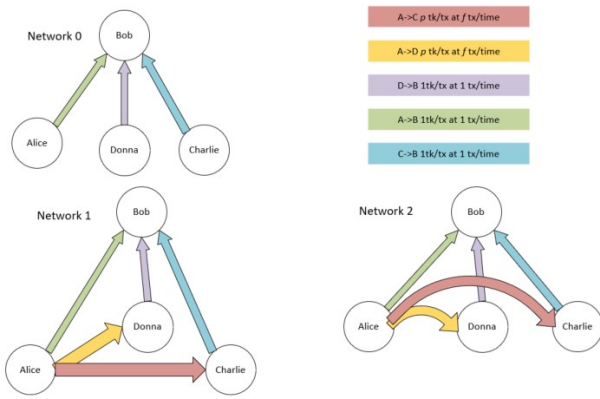 Network 0
Bob
Alice
Donna
Charlie
A->C p tk/tx at f tx/time
A->D p tk/tx at f tx/time
D->B 1tk/tx at 1 tx/time
A->B 1tk/tx at 1 tx/time
C->B 1tk/tx at 1 tx/time
Network 1
Bob
Donna
Alice
Charlie
Network 2
Bob
Alice
Donna
Charlie